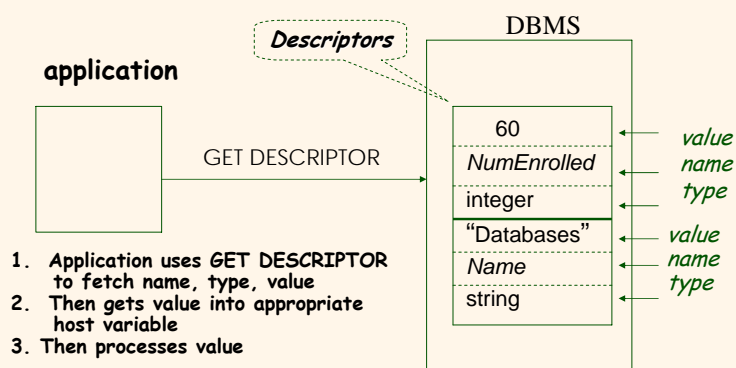 Descriptors
DBMS
application
GET DESCRIPTOR
60
NumEnrolled
integer
“Databases”
Name
string
value
name
type
value
name
type
1. Application uses GET DESCRIPTOR
to fetch name, type, value
2. Then gets value into appropriate
host variable
3. Then processes value